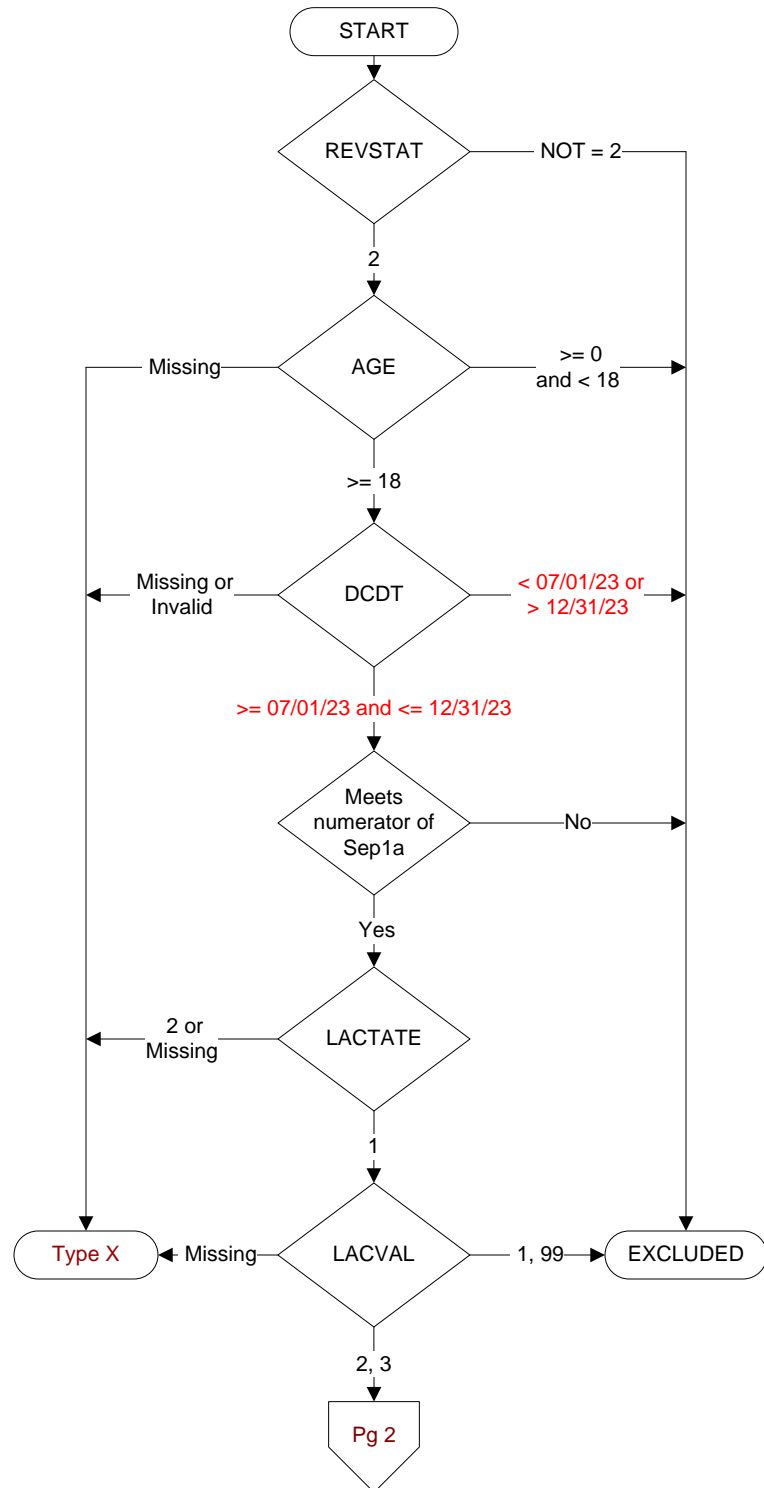 START
REVSTAT
NOT = 2
2
AGE
Missing
>= 0
and < 18
>= 18
DCDT
Missing or
Invalid
< 07/01/23 or
> 12/31/23
>= 07/01/23 and <= 12/31/23
Meets
numerator of
Sep1a
No
Yes
LACTATE
2 or
Missing
1
Type X
Missing
LACVAL
1, 99
EXCLUDED
2, 3
Pg 2